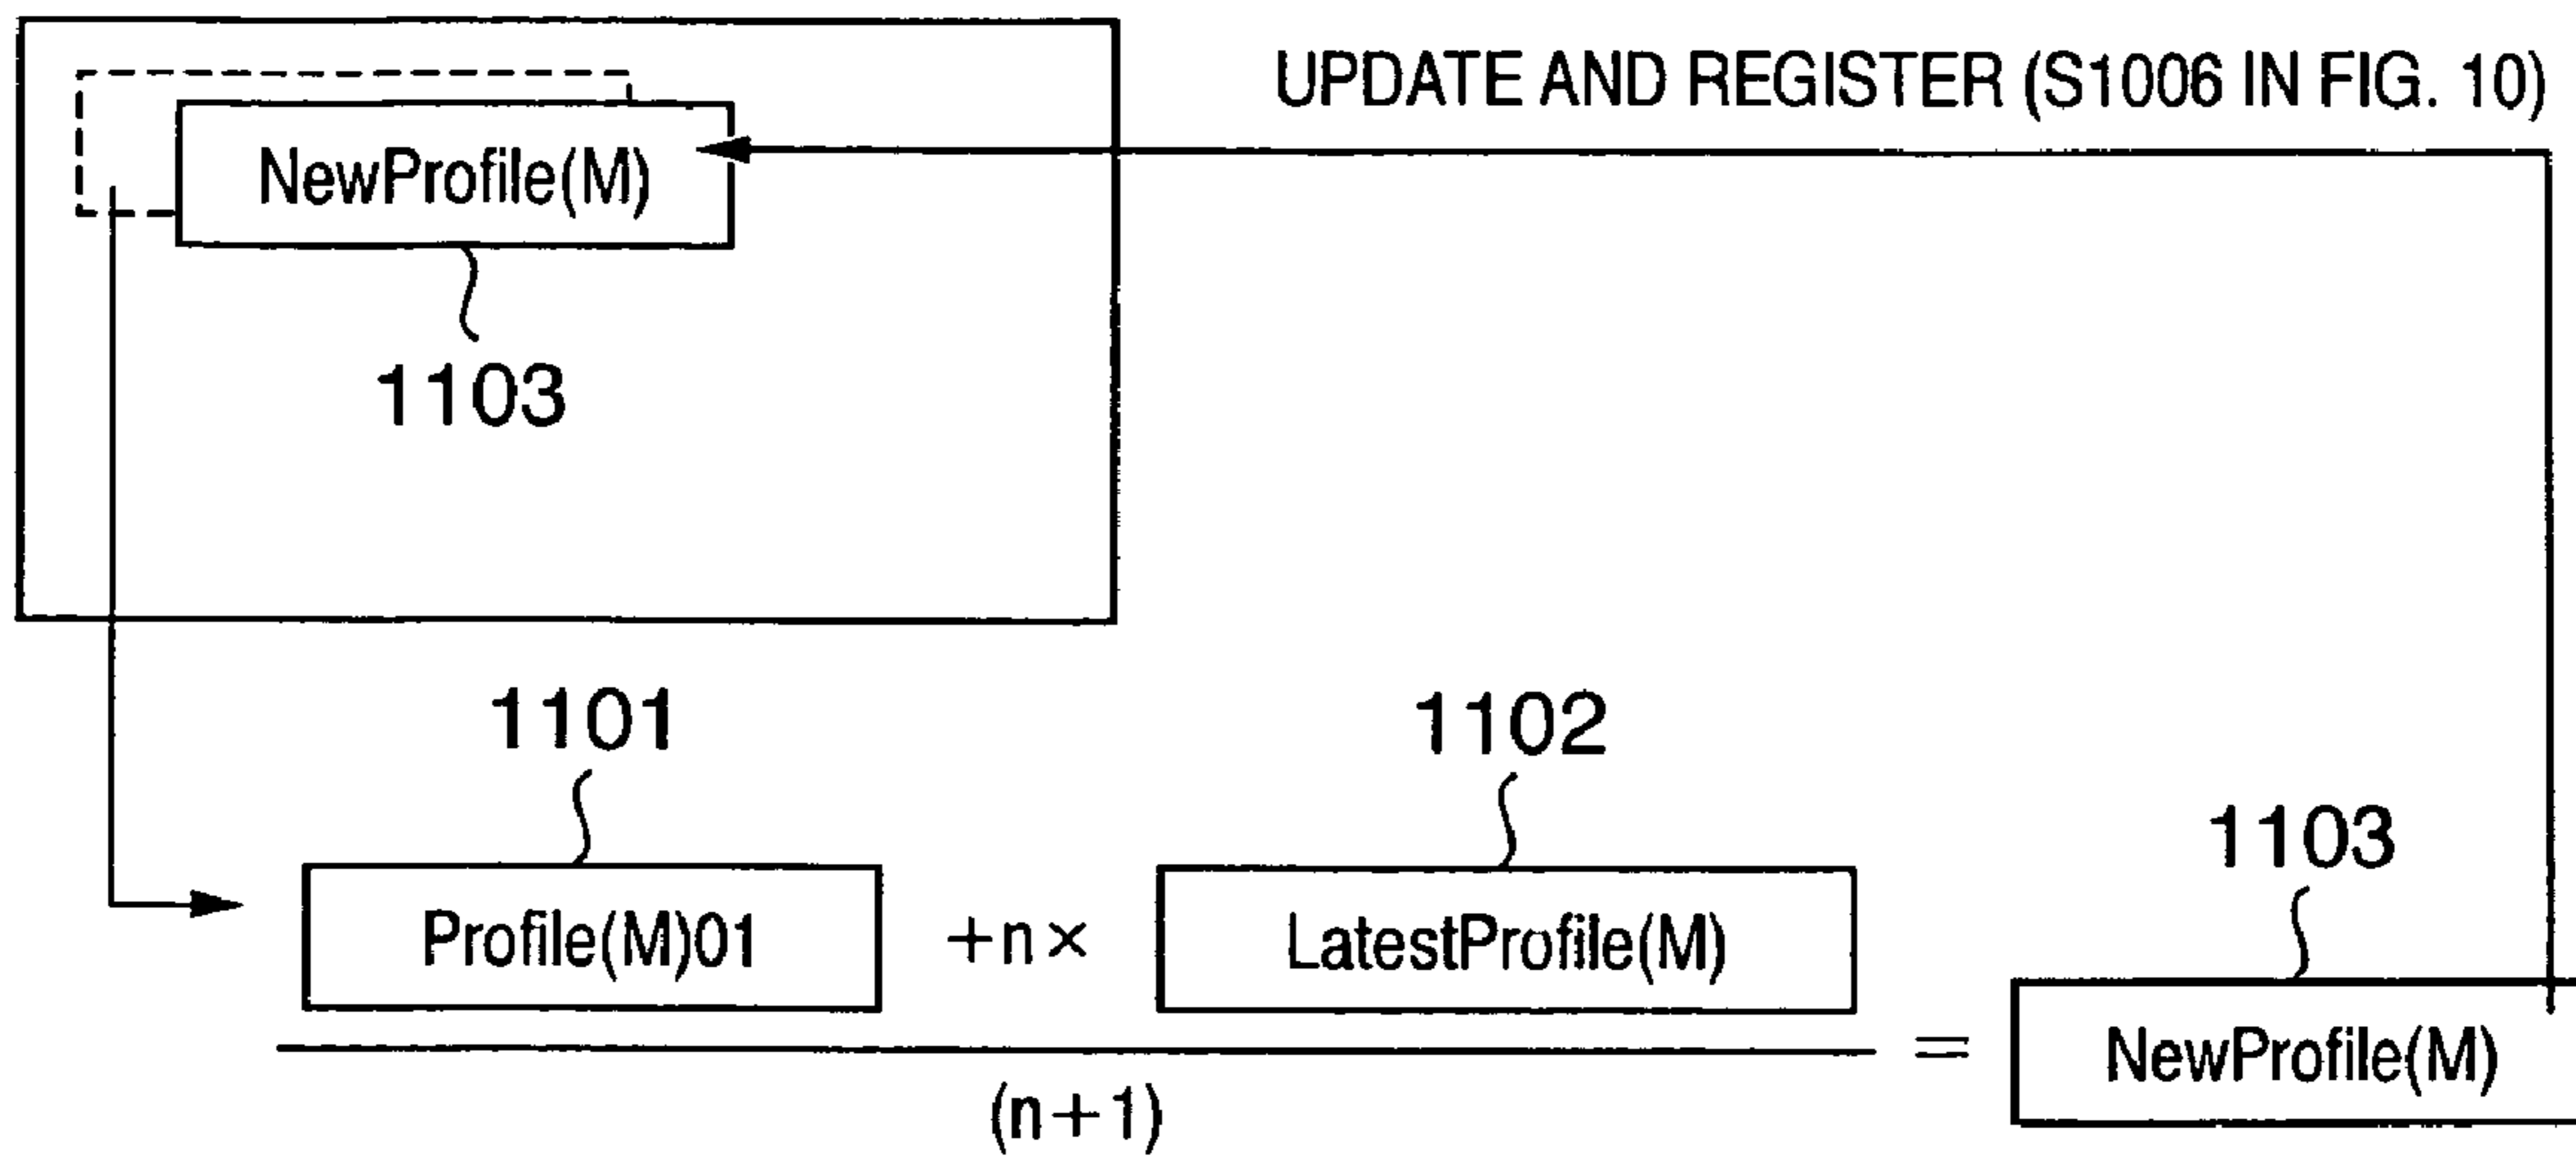 UPDATE AND REGISTER (S1006 IN FIG. 10)
NewProfile(M)
1103
1101
1102
1103
Profile(M)01
+n×
LatestProfile(M)
=
NewProfile(M)
(n+1)